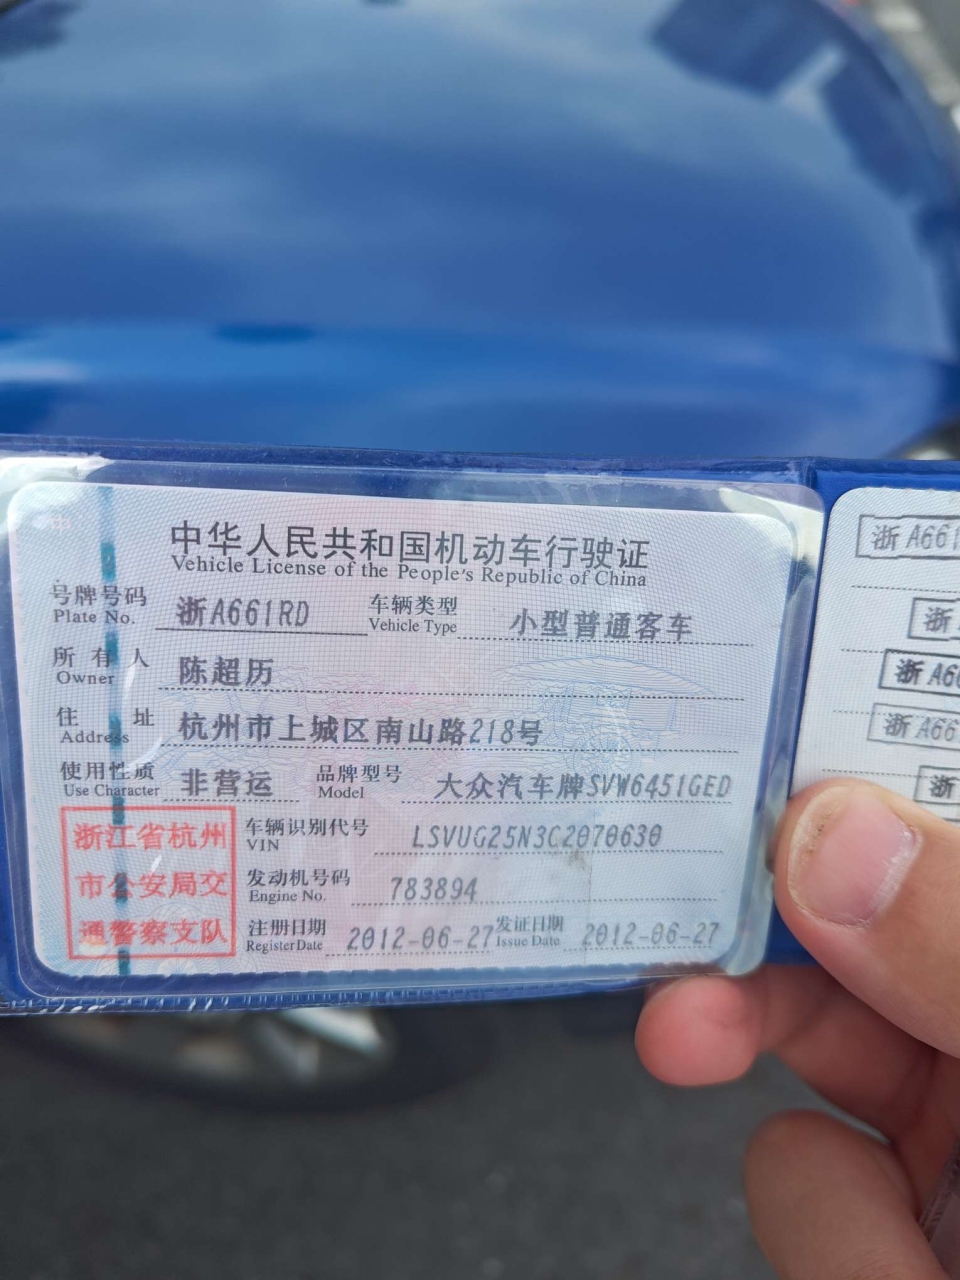 中华人民共和国机动车行驶证
Vehicle License of the People's Republic of China
号牌号码 浙A661RD 车辆类型 小型普通客车
Plate No. Vehicle Type
所有人 陈超历
Owner
住址 杭州市上城区南山路218号
Address
使用性质 非营运 品牌型号 大众汽车牌SVW6451GED
Use Character Model
浙江省杭州
市公安局交
通警察支队
车辆识别代号 LSVUG25N3C2070630
VIN
发动机号码 783894
Engine No.
注册日期 2012-06-27 发证日期 2012-06-27
Register Date Issue Date
浙A661
浙
浙A66
浙A66
浙